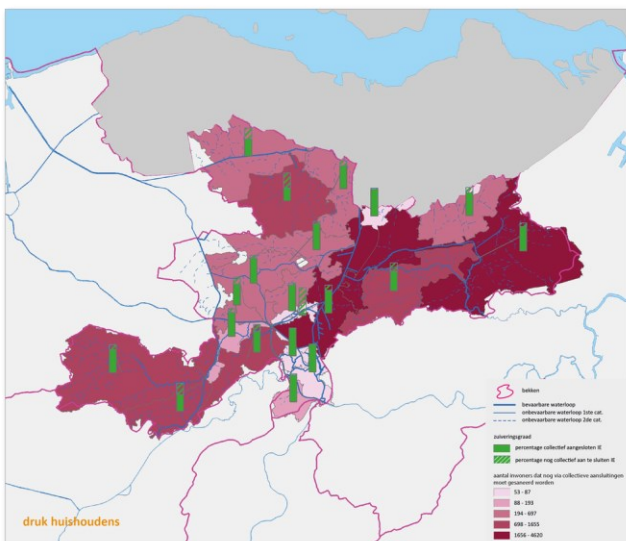 bekken
bevaarbare waterloop
onbevaarbare waterloop 1ste cat.
onbevaarbare waterloop 2de cat.
zuiveringsgraad
percentage collectief aangesloten IE
percentage nog collectief aan te sluiten IE
aantal inwoners dat nog via collectieve aansluitingen
moet gesaneerd worden
53 - 87
88 - 193
194 - 697
698 - 1655
1656 - 4620
druk huishoudens